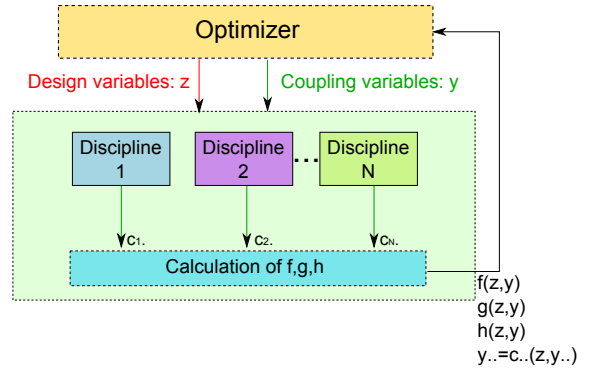 Optimizer
Design variables: z
Coupling variables: y
Discipline
1
Discipline
2
...
Discipline
N
c1.
c2.
cN.
Calculation of f,g,h
f(z,y)
g(z,y)
h(z,y)
y..=c..(z,y..)